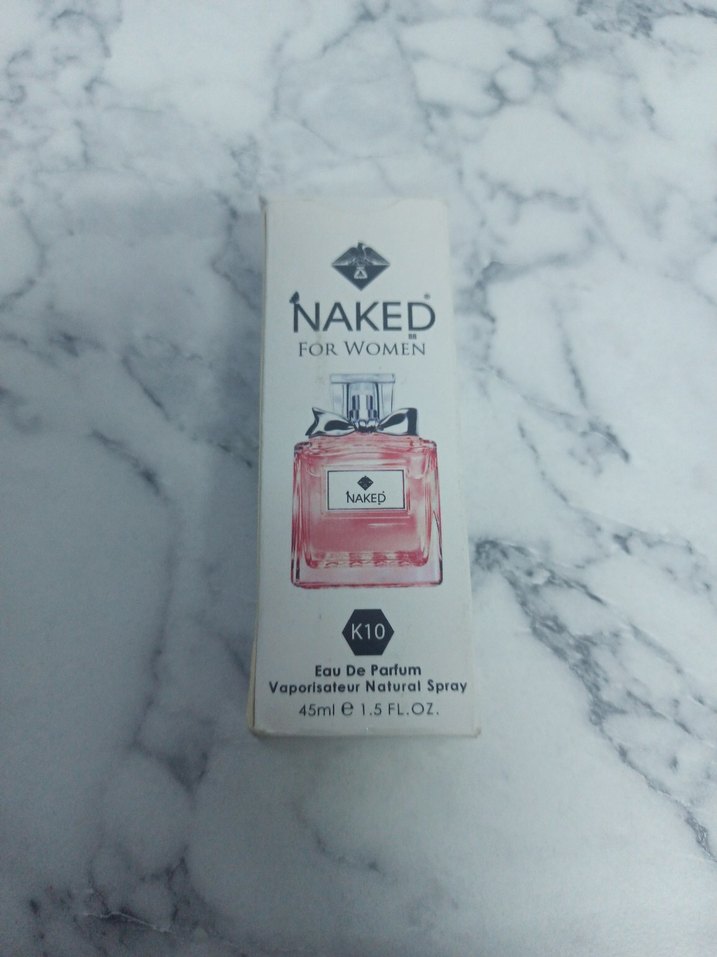 NAKED®
FOR WOMEN
NAKED
K10
Eau De Parfum
Vaporisateur Natural Spray
45ml ℮ 1.5 FL.OZ.